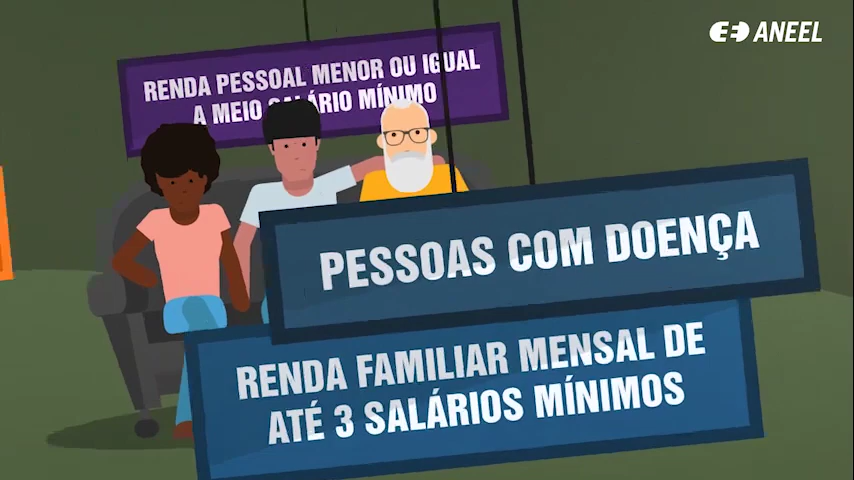 ANEEL
RENDA PESSOAL MENOR OU IGUAL
A MEIO SALÁRIO MÍNIMO
PESSOAS COM DOENÇA
RENDA FAMILIAR MENSAL DE
ATÉ 3 SALÁRIOS MÍNIMOS